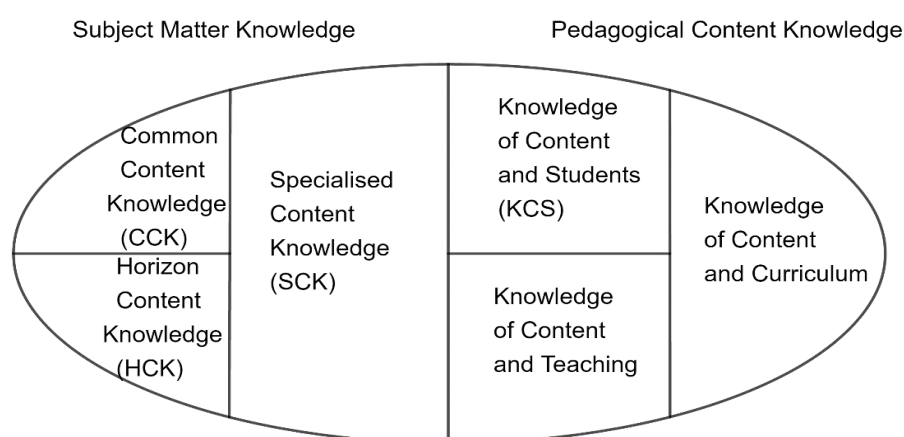 Subject Matter Knowledge
Pedagogical Content Knowledge
Common
Content
Knowledge
(CCK)
Horizon
Content
Knowledge
(HCK)
Specialised
Content
Knowledge
(SCK)
Knowledge
of Content
and Students
(KCS)
Knowledge
of Content
and Teaching
Knowledge
of Content
and Curriculum